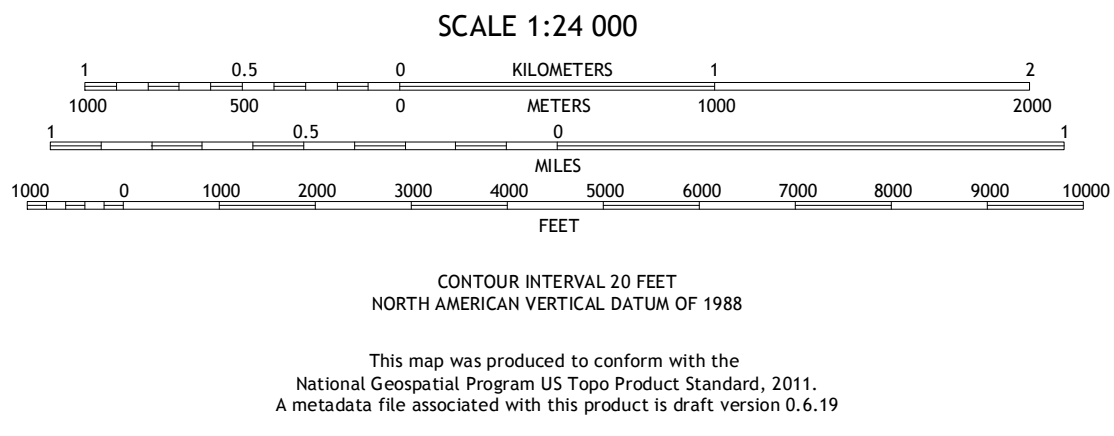 SCALE 1:24 000
1 0.5 0 KILOMETERS 1 2
1000 500 0 METERS 1000 2000
1 0.5 0 1
MILES
1000 0 1000 2000 3000 4000 5000 6000 7000 8000 9000 10000
FEET
CONTOUR INTERVAL 20 FEET
NORTH AMERICAN VERTICAL DATUM OF 1988
This map was produced to conform with the
National Geospatial Program US Topo Product Standard, 2011.
A metadata file associated with this product is draft version 0.6.19